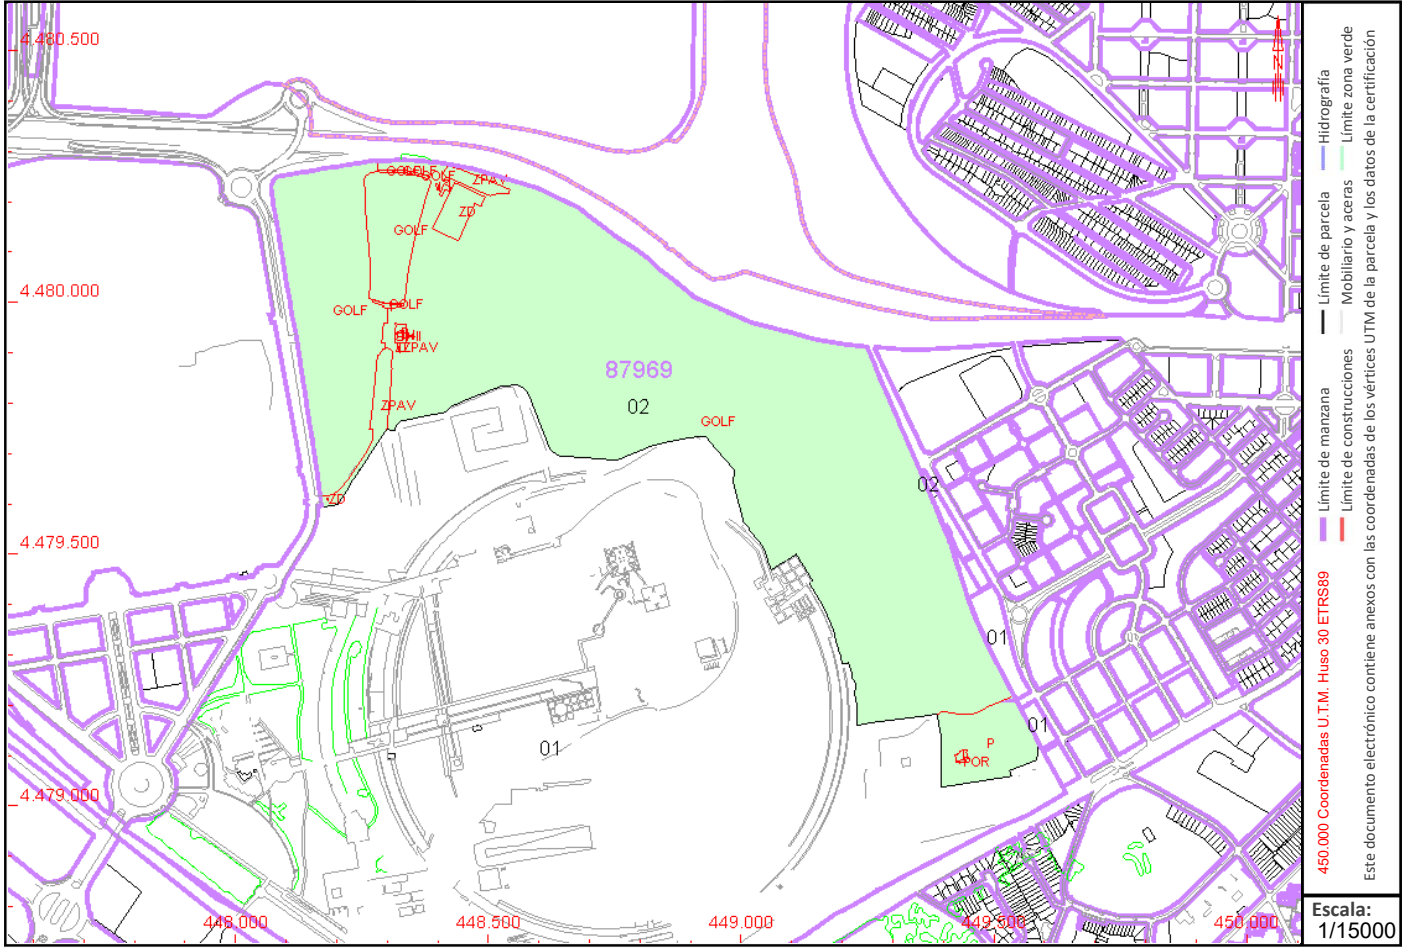 4.480.500
GOLF
GOLF
GOLF
ZPAV
ZD
GOLF
4.480.000
GOLF
GOLF
ZPAV
87969
ZPAV
02
GOLF
02
ZD
4.479.500
01
01
01
P
POR
4.479.000
448.000
448.500
449.000
449.500
450.000
N
450.000 Coordenadas U.T.M. Huso 30 ETRS89
Límite de manzana
Límite de parcela
Hidrografía
Límite de construcciones
Mobiliario y aceras
Límite zona verde
Este documento electrónico contiene anexos con las coordenadas de los vértices UTM de la parcela y los datos de la certificación
Escala:
1/15000